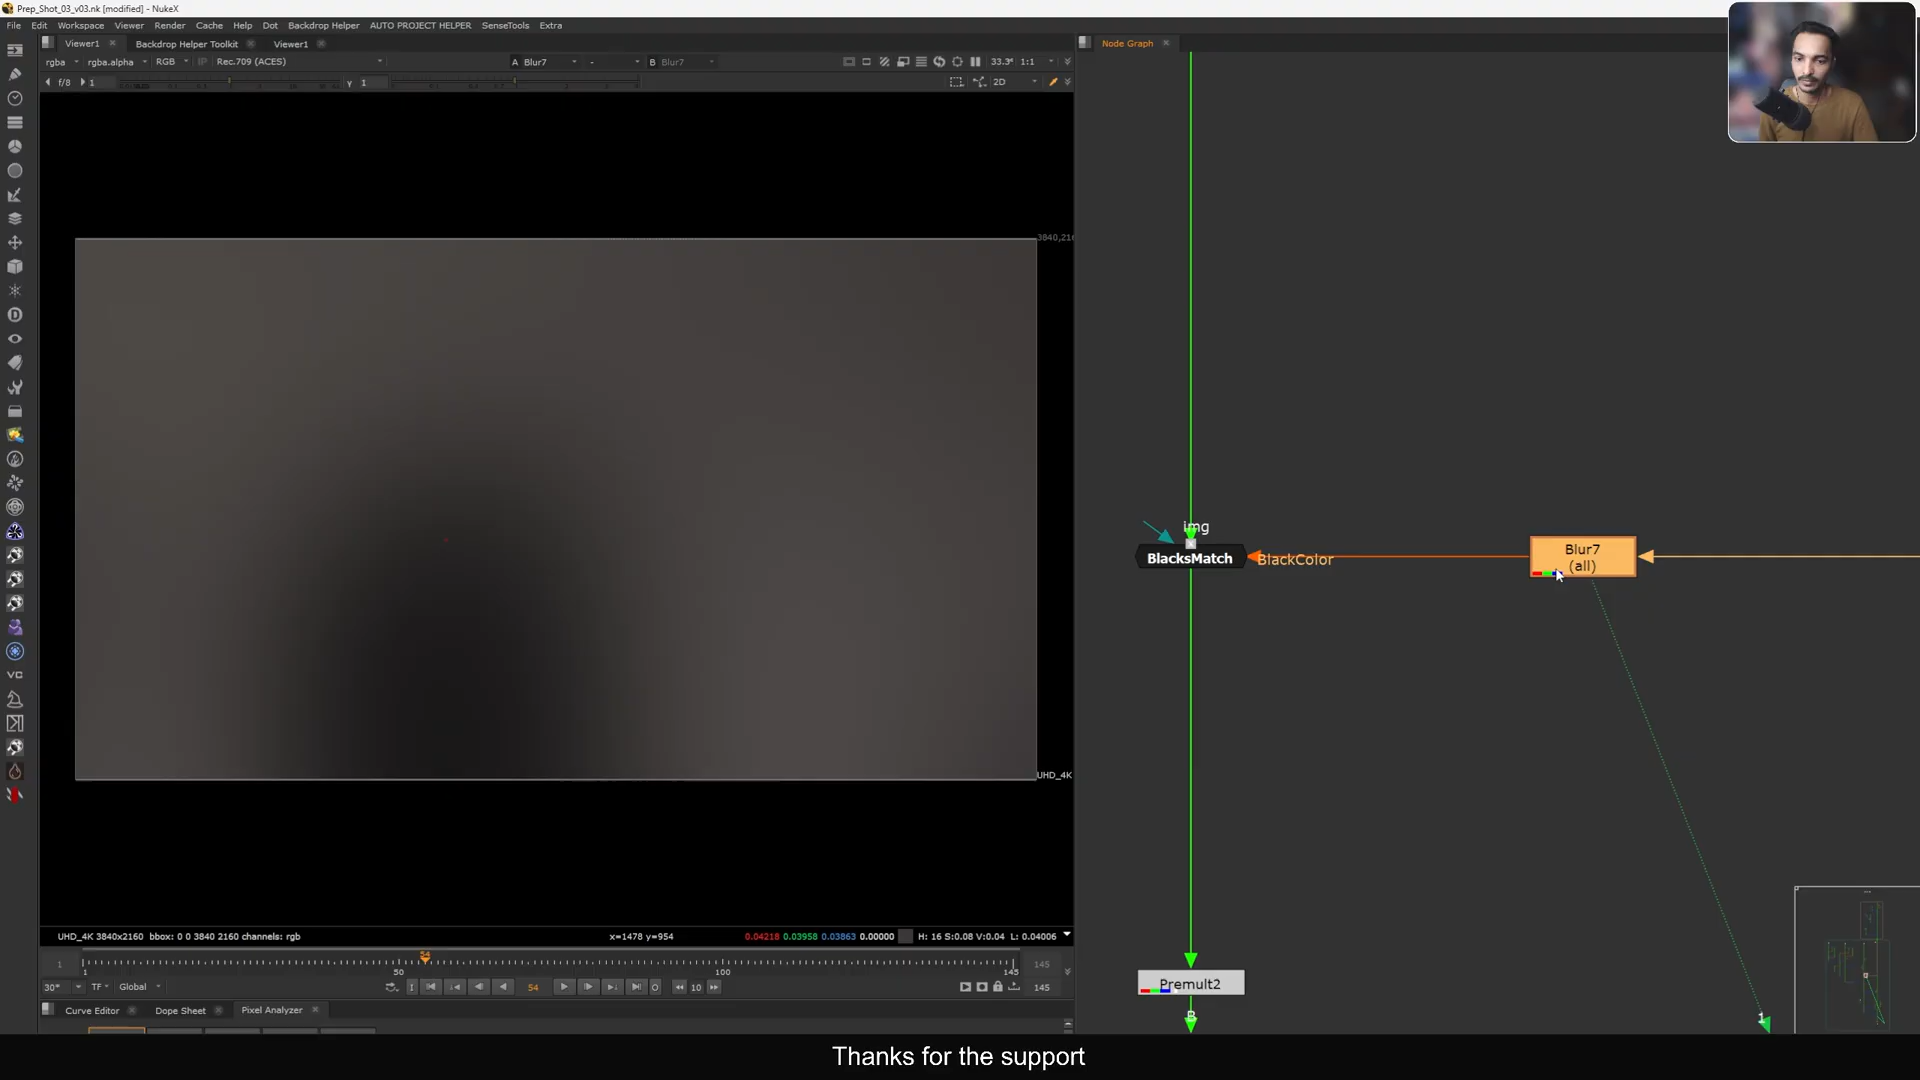 Prep_Shot_03_v03.nk [modified] - NukeX
File Edit Workspace Viewer Render Cache Help Dot Backdrop Helper AUTO PROJECT HELPER SenseTools Extra
Viewer1 Backdrop Helper Toolkit Viewer1
Node Graph
rgba rgba.alpha RGB IP Rec.709 (ACES) A Blur7 - B Blur7 33.3* 1:1
f/8 1 Y 1 2D
3840,216
img
BlacksMatch
BlackColor
Blur7
(all)
UHD_4K
Premult2
B
1
UHD_4K 3840x2160 bbox: 0 0 3840 2160 channels: rgb x=1478 y=954 0.04218 0.03958 0.03863 0.00000 H: 16 S:0.08 V:0.04 L: 0.04006
54
1 1 50 100 145 145
30* TF Global 54 10 145
Curve Editor Dope Sheet Pixel Analyzer
Thanks for the support